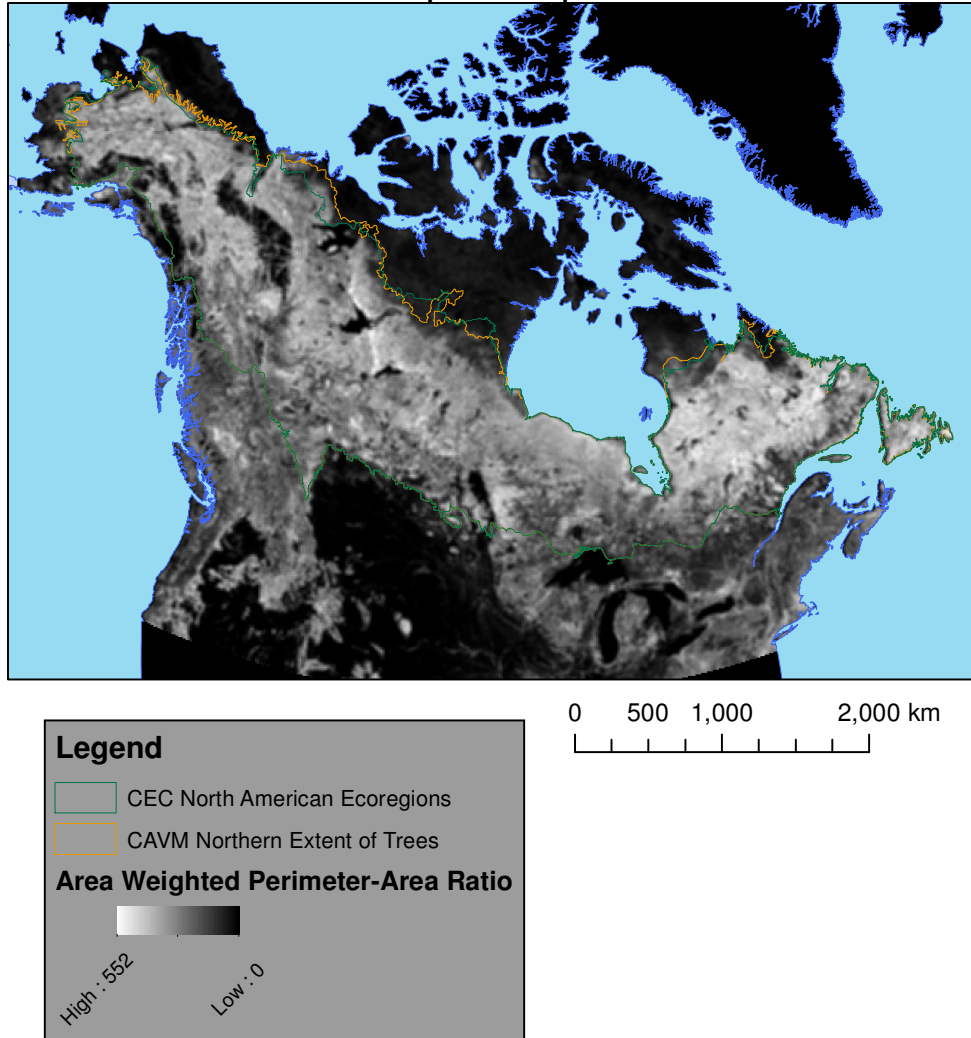 0 500 1,000 2,000 km
Legend
CEC North American Ecoregions
CAVM Northern Extent of Trees
Area Weighted Perimeter-Area Ratio
High : 552 Low : 0